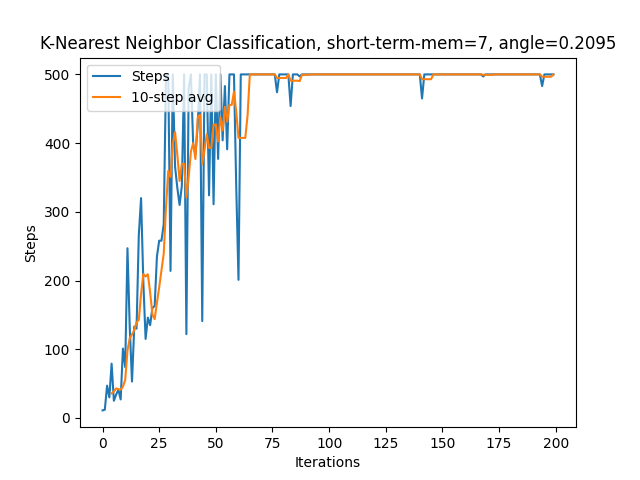 K-Nearest Neighbor Classification, short-term-mem=7, angle=0.2095
500
400
300
200
100
0
Steps
Steps
10-step avg
0 25 50 75 100 125 150 175 200
Iterations